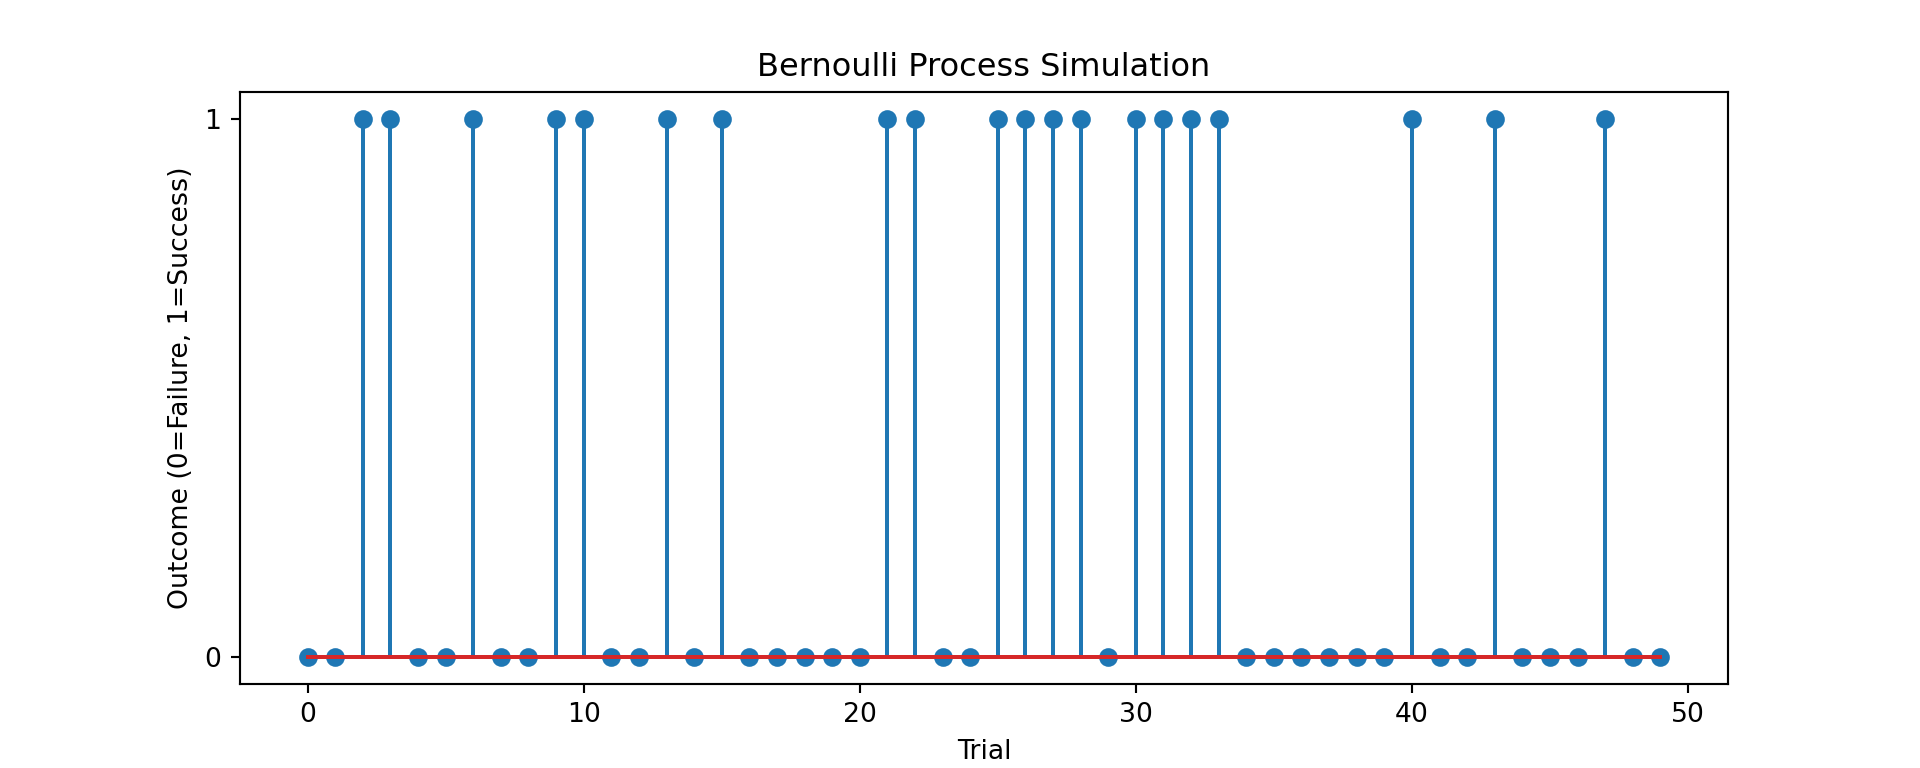 Bernoulli Process Simulation
Outcome (0=Failure, 1=Success)
1
0
0 10 20 30 40 50
Trial